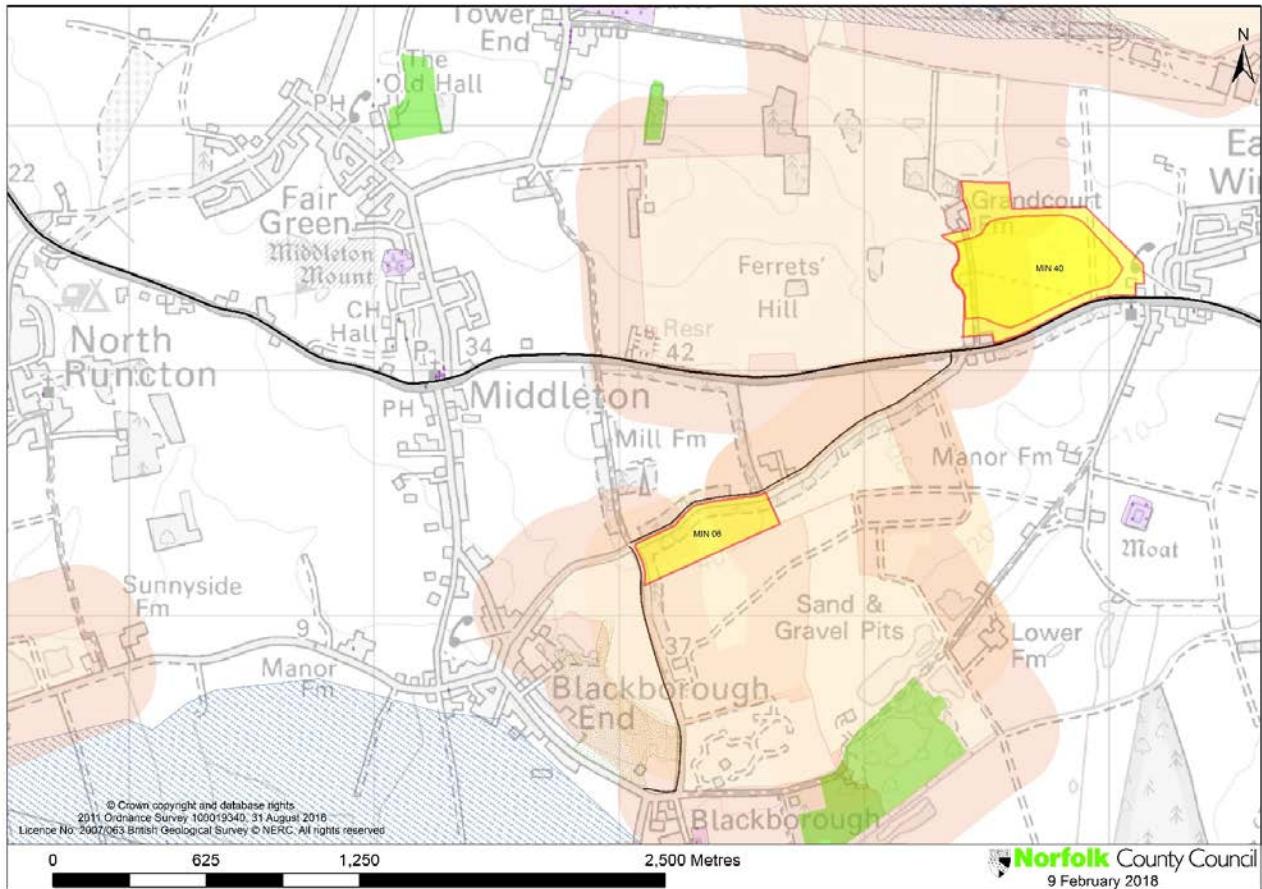 Tower
End
N
The
Old Hall
PH
22
Fair
Green
Middleton
Mount
Grandcourt
Fm
MIN 40
Ferrets'
Hill
CH
Hall
Resr
42
P
34
North
Runcton
Middleton
PH
Mill Fm
Manor Fm
10
MIN 06
20
Moat
Sunnyside
Fm
Sand &
Gravel Pits
9
37
Lower
Fm
Manor
Fm
Blackborough
End
Blackborough
© Crown copyright and database rights
2011 Ordnance Survey 100019340, 31 August 2016
Licence No. 2007/063 British Geological Survey © NERC. All rights reserved
0 625 1,250 2,500 Metres
Norfolk County Council
9 February 2018